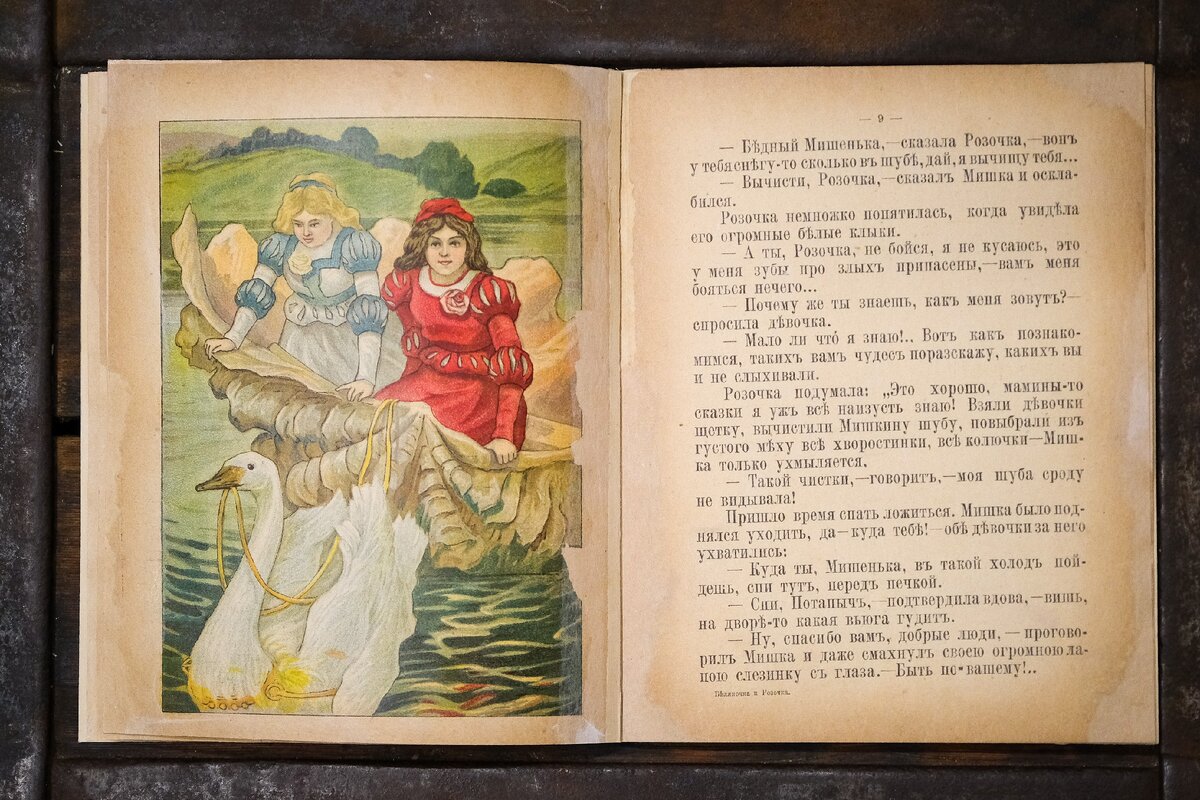 — 9 —
— Бѣдный Мишенька,—сказала Розочка,—вонъ
у тебя снѣгу-то сколько въ шубѣ, дай, я вычищу тебя...
— Вычисти, Розочка,—сказалъ Мишка и оскла-
бился.
Розочка немножко попятилась, когда увидѣла
его огромные бѣлые клыки.
— А ты, Розочка, не бойся, я не кусаюсь, это
у меня зубы про злыхъ припасены,—вамъ меня
бояться нечего...
— Почему же ты знаешь, какъ меня зовутъ?—
спросила дѣвочка.
— Мало ли что́ я знаю!.. Вотъ какъ познако-
мимся, такихъ вамъ чудесъ поразскажу, какихъ вы
и не слыхивали.
Розочка подумала: „Это хорошо, мамины-то
сказки я ужъ всѣ наизусть знаю! Взяли дѣвочки
щетку, вычистили Мишкину шубу, повыбрали изъ
густого мѣху всѣ хворостинки, всѣ колючки—Миш-
ка только ухмыляется.
— Такой чистки,—говоритъ,—моя шуба сроду
не видывала!
Пришло время спать ложиться. Мишка было под-
нялся уходить, да—куда тебѣ!—обѣ дѣвочки за него
ухватились:
— Куда ты, Мишенька, въ такой холодъ пой-
дешь, спи тутъ, передъ печкой.
— Спи, Потапычъ,—подтвердила вдова,—вишь,
на дворѣ-то какая вьюга гудитъ.
— Ну, спасибо вамъ, добрые люди,—прогово-
рилъ Мишка и даже смахнулъ своею огромною ла-
пою слезинку съ глаза.—Быть по-вашему!..
Бѣляночка и Розочка.